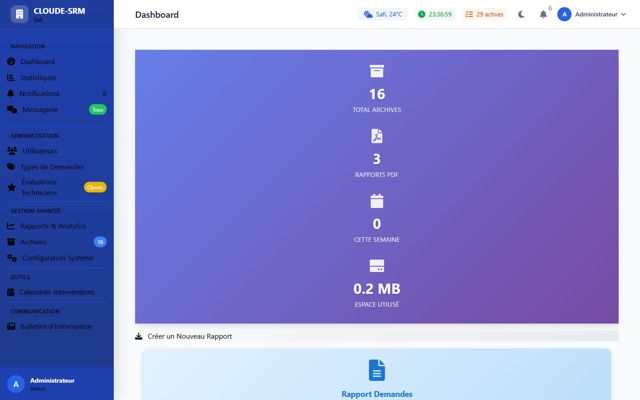 CLOUDE-SRM
Safi
NAVIGATION
Dashboard
Statistiques
Notifications 6
Messagerie Tous
ADMINISTRATION
Utilisateurs
Types de Demandes
Évaluations
Techniciens
Clients
GESTION AVANCÉE
Rapports & Analytics
Archives 16
Configuration Système
OUTILS
Calendrier Interventions
COMMUNICATION
Bulletins d'Information
A
Administrateur
Admin
Dashboard
Safi, 24°C
23:36:59
29 actives
6
A Administrateur
16
TOTAL ARCHIVES
3
RAPPORTS PDF
0
CETTE SEMAINE
0.2 MB
ESPACE UTILISÉ
Créer un Nouveau Rapport
Rapport Demandes